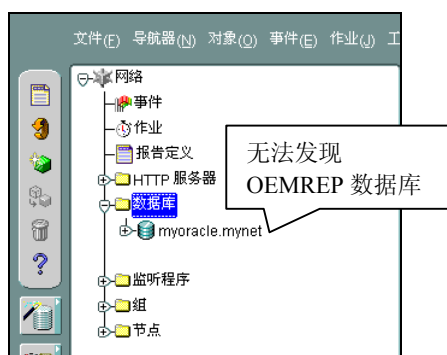 文件(F) 导航器(N) 对象(O) 事件(E) 作业(J) 工
网络
事件
作业
报告定义
HTTP 服务器
数据库
myoracle.mynet
监听程序
组
节点
无法发现
OEMREP 数据库